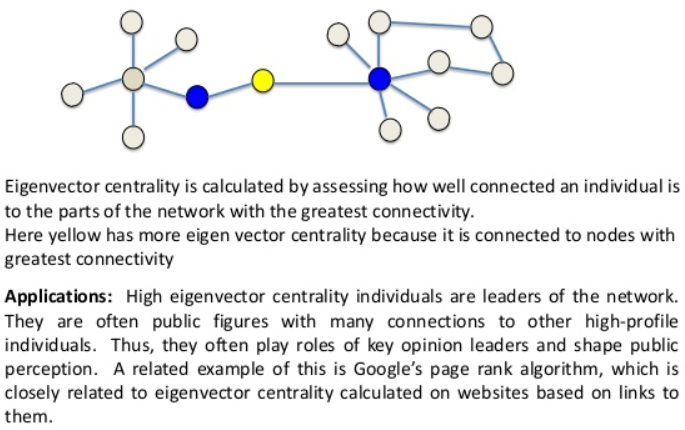 Eigenvector centrality is calculated by assessing how well connected an individual is
to the parts of the network with the greatest connectivity.
Here yellow has more eigen vector centrality because it is connected to nodes with
greatest connectivity
Applications: High eigenvector centrality individuals are leaders of the network.
They are often public figures with many connections to other high-profile
individuals. Thus, they often play roles of key opinion leaders and shape public
perception. A related example of this is Google’s page rank algorithm, which is
closely related to eigenvector centrality calculated on websites based on links to
them.